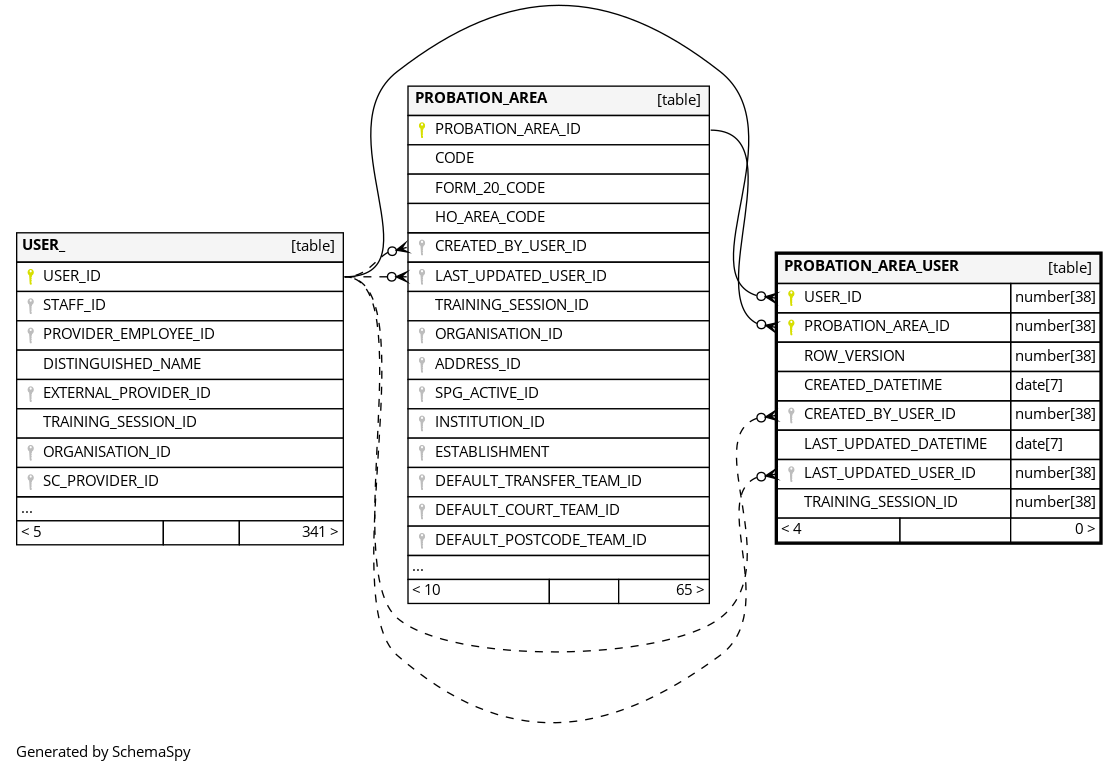 PROBATION_AREA [table]
PROBATION_AREA_ID
CODE
FORM_20_CODE
HO_AREA_CODE
CREATED_BY_USER_ID
LAST_UPDATED_USER_ID
TRAINING_SESSION_ID
ORGANISATION_ID
ADDRESS_ID
SPG_ACTIVE_ID
INSTITUTION_ID
ESTABLISHMENT
DEFAULT_TRANSFER_TEAM_ID
DEFAULT_COURT_TEAM_ID
DEFAULT_POSTCODE_TEAM_ID
...
< 10 65 >
USER_ [table]
USER_ID
STAFF_ID
PROVIDER_EMPLOYEE_ID
DISTINGUISHED_NAME
EXTERNAL_PROVIDER_ID
TRAINING_SESSION_ID
ORGANISATION_ID
SC_PROVIDER_ID
...
< 5 341 >
PROBATION_AREA_USER [table]
USER_ID number[38]
PROBATION_AREA_ID number[38]
ROW_VERSION number[38]
CREATED_DATETIME date[7]
CREATED_BY_USER_ID number[38]
LAST_UPDATED_DATETIME date[7]
LAST_UPDATED_USER_ID number[38]
TRAINING_SESSION_ID number[38]
< 4 0 >
Generated by SchemaSpy